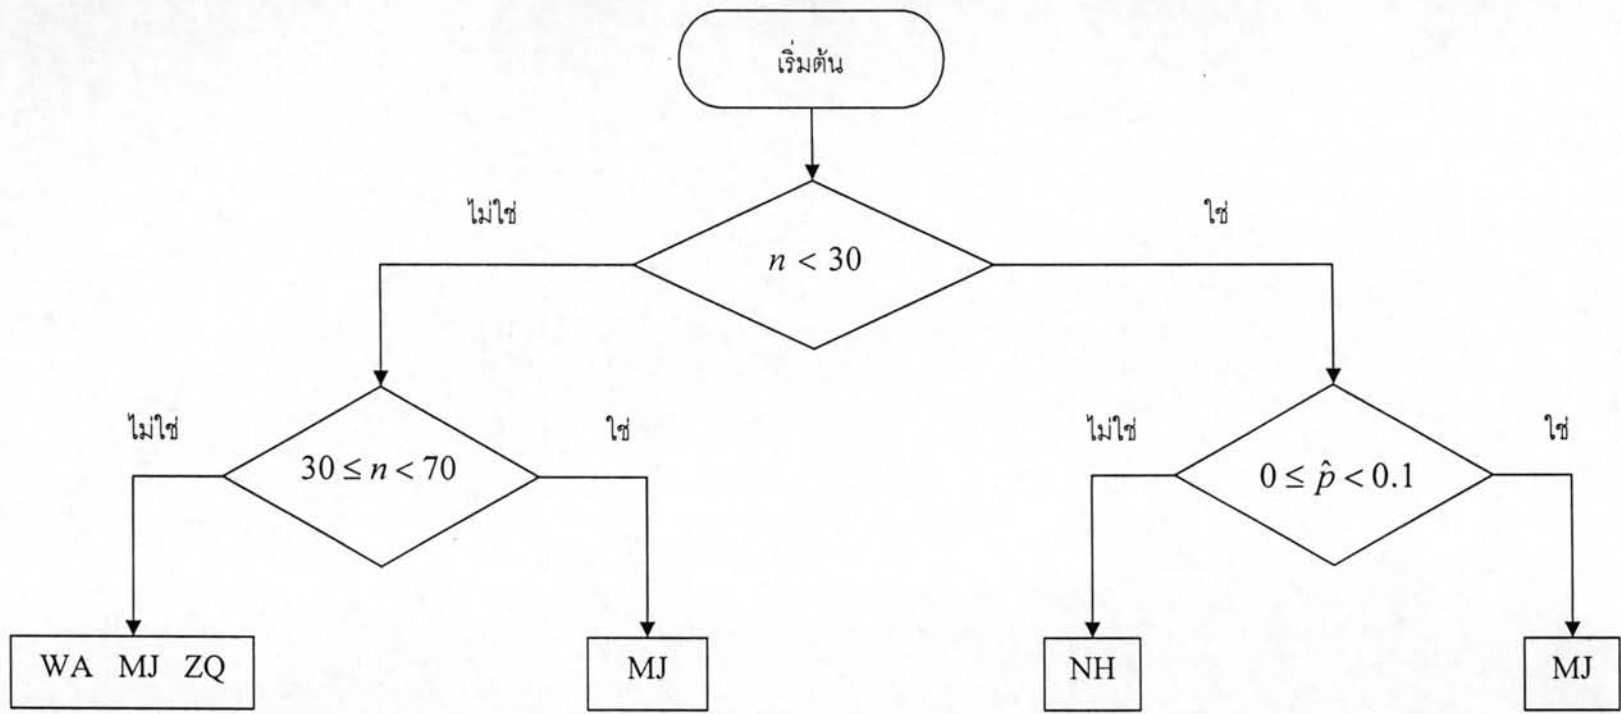 เริ่มต้น
ไม่ใช่
ใช่
n < 30
ไม่ใช่
ใช่
ไม่ใช่
ใช่
30 ≤ n < 70
0 ≤ p̂ < 0.1
WA MJ ZQ
MJ
NH
MJ